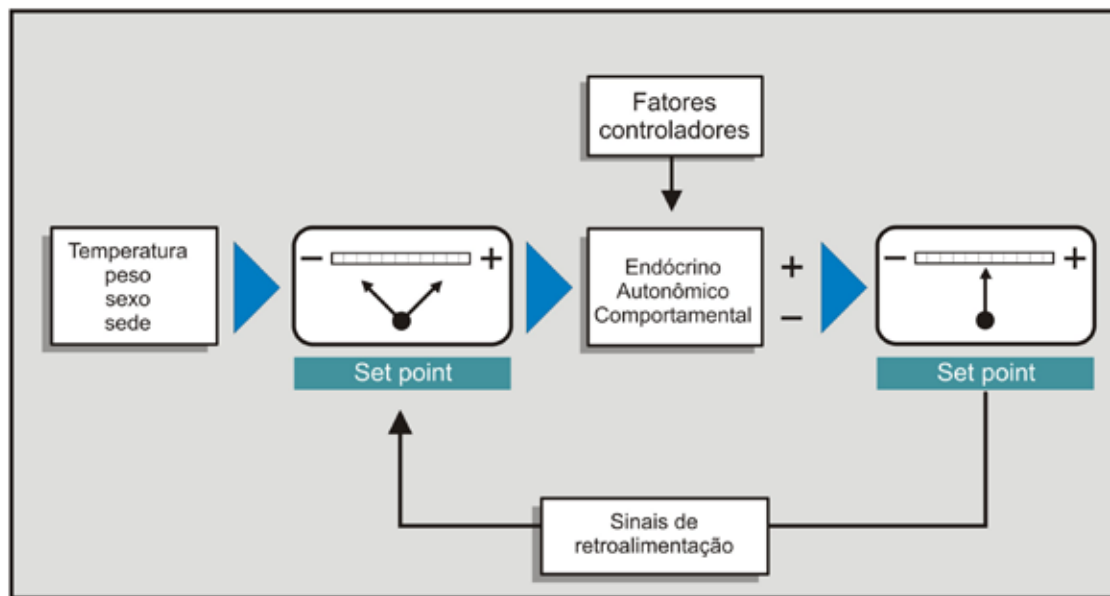 Fatores
controladores
Temperatura
peso
sexo
sede
− +
Set point
Endócrino
Autonômico
Comportamental
+
−
− +
Set point
Sinais de
retroalimentação